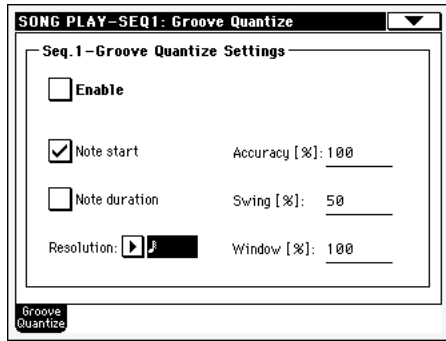 SONG PLAY-SEQ1: Groove Quantize
Seq.1-Groove Quantize Settings
Enable
Note start
Accuracy [%]: 100
Note duration
Swing [%]: 50
Resolution:
Window [%]: 100
Groove
Quantize